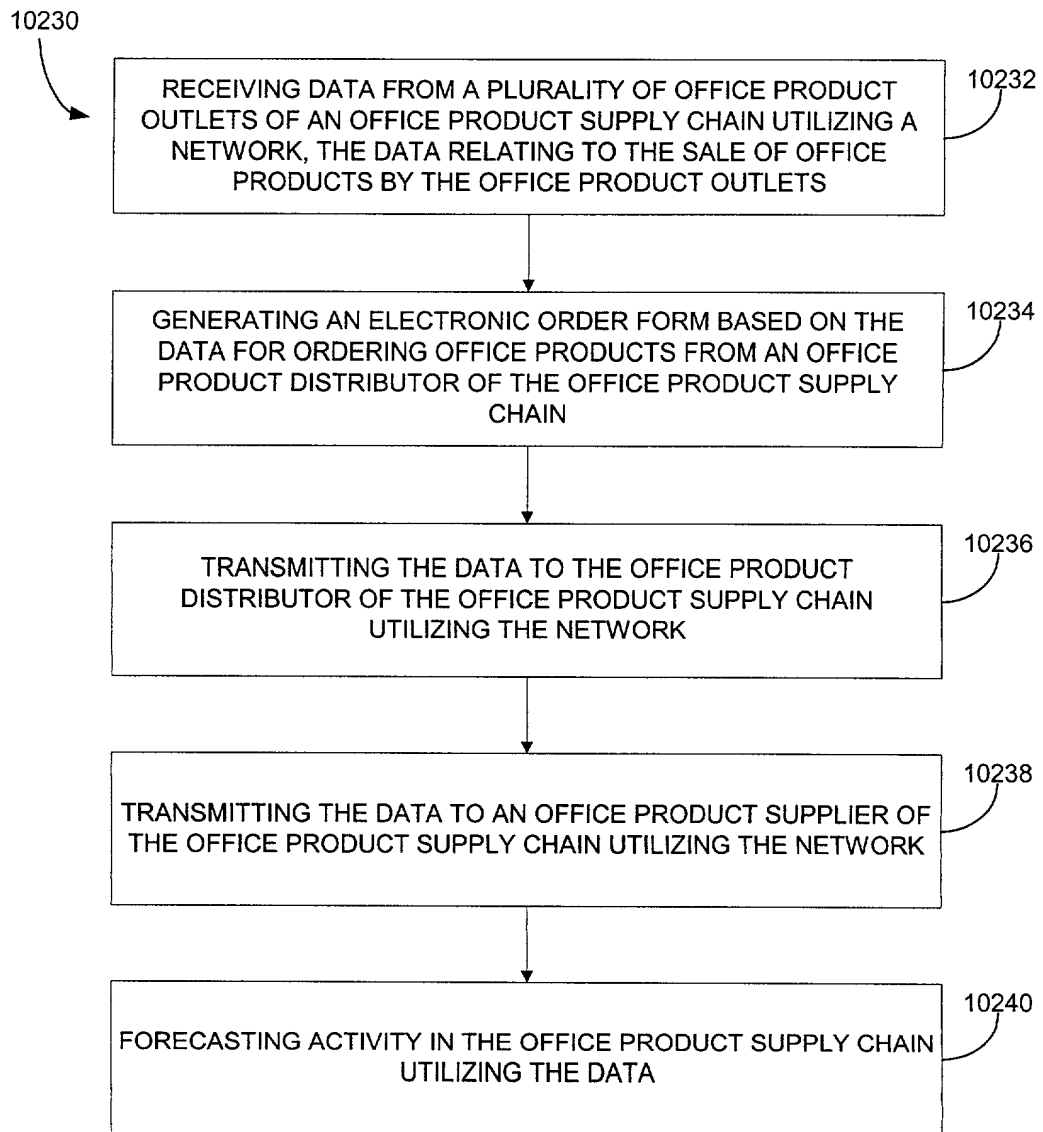 10230
RECEIVING DATA FROM A PLURALITY OF OFFICE PRODUCT
OUTLETS OF AN OFFICE PRODUCT SUPPLY CHAIN UTILIZING A
NETWORK, THE DATA RELATING TO THE SALE OF OFFICE
PRODUCTS BY THE OFFICE PRODUCT OUTLETS
10232
GENERATING AN ELECTRONIC ORDER FORM BASED ON THE
DATA FOR ORDERING OFFICE PRODUCTS FROM AN OFFICE
PRODUCT DISTRIBUTOR OF THE OFFICE PRODUCT SUPPLY
CHAIN
10234
TRANSMITTING THE DATA TO THE OFFICE PRODUCT
DISTRIBUTOR OF THE OFFICE PRODUCT SUPPLY CHAIN
UTILIZING THE NETWORK
10236
TRANSMITTING THE DATA TO AN OFFICE PRODUCT SUPPLIER OF
THE OFFICE PRODUCT SUPPLY CHAIN UTILIZING THE NETWORK
10238
FORECASTING ACTIVITY IN THE OFFICE PRODUCT SUPPLY CHAIN
UTILIZING THE DATA
10240